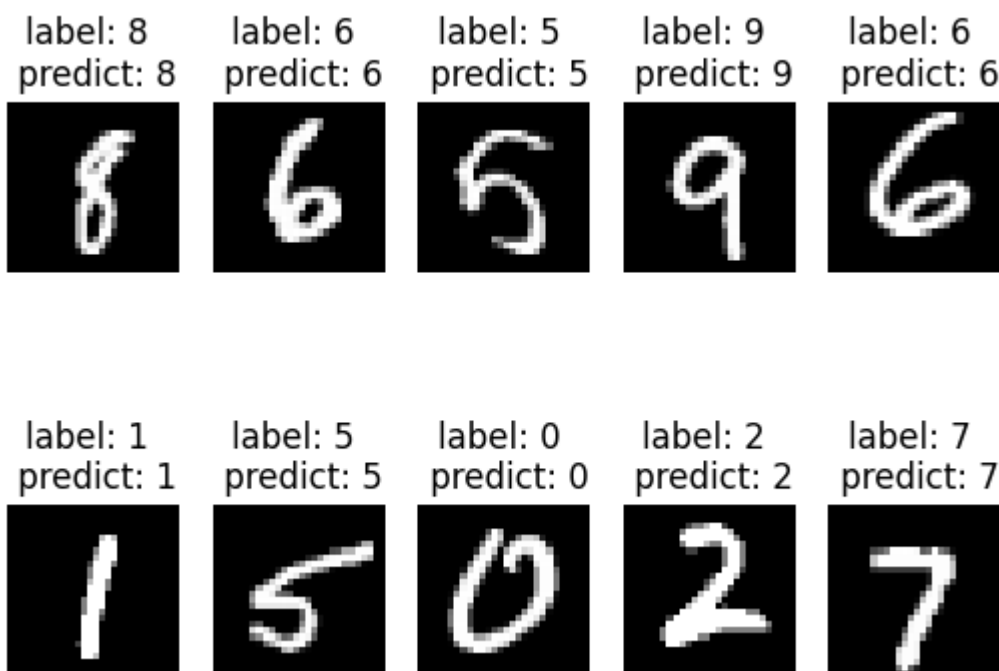 label: 8 label: 6 label: 5 label: 9 label: 6
predict: 8 predict: 6 predict: 5 predict: 9 predict: 6
8 6 5 9 6
label: 1 label: 5 label: 0 label: 2 label: 7
predict: 1 predict: 5 predict: 0 predict: 2 predict: 7
1 5 0 2 7